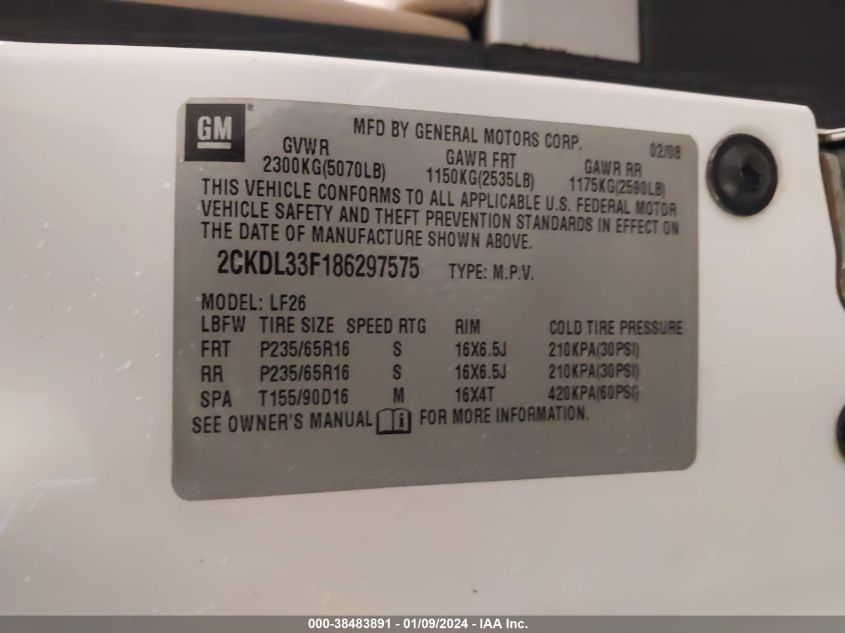 GM ®
MFD BY GENERAL MOTORS CORP. 02/08
GVWR GAWR FRT GAWR RR
2300KG(5070LB) 1150KG(2535LB) 1175KG(2590LB)
THIS VEHICLE CONFORMS TO ALL APPLICABLE U.S. FEDERAL MOTOR
VEHICLE SAFETY AND THEFT PREVENTION STANDARDS IN EFFECT ON
THE DATE OF MANUFACTURE SHOWN ABOVE.
2CKDL33F186297575 TYPE: M.P.V.
MODEL: LF26
LBFW TIRE SIZE SPEED RTG RIM COLD TIRE PRESSURE
FRT P235/65R16 S 16X6.5J 210KPA(30PSI)
RR P235/65R16 S 16X6.5J 210KPA(30PSI)
SPA T155/90D16 M 16X4T 420KPA(60PSI)
SEE OWNER'S MANUAL i FOR MORE INFORMATION.
000-38483891 - 01/09/2024 - IAA Inc.